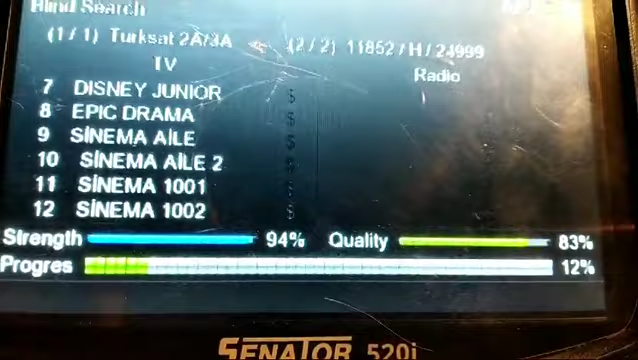 Blind Search
(1 / 1) Turksat 2A/3A (2 / 2) 11852 / H / 24999
TV Radio
7 DISNEY JUNIOR $
8 EPIC DRAMA $
9 SİNEMA AİLE $
10 SİNEMA AİLE 2 $
11 SİNEMA 1001 $
12 SİNEMA 1002 $
Strength 94% Quality 83%
Progres 12%
SENATOR 520i